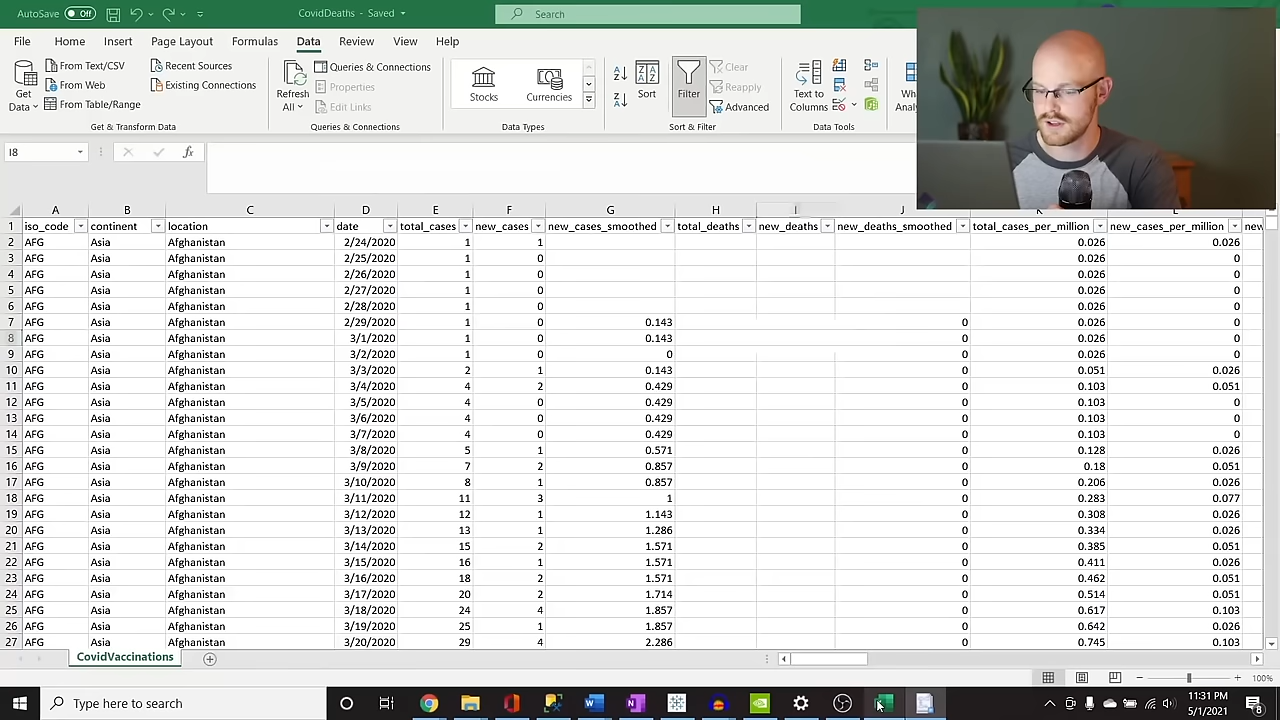 AutoSave Off CovidDeaths - Saved Search
File Home Insert Page Layout Formulas Data Review View Help
Get Data From Text/CSV Recent Sources
From Web Existing Connections
From Table/Range
Get & Transform Data
Refresh All Queries & Connections
Properties
Edit Links
Queries & Connections
Stocks Currencies
Data Types
Sort Filter Clear
Reapply
Advanced
Sort & Filter
Text to Columns
Data Tools
I8 fx
A B C D E F G H I J K L
1 iso_code continent location date total_cases new_cases new_cases_smoothed total_deaths new_deaths new_deaths_smoothed total_cases_per_million new_cases_per_million new
2 AFG Asia Afghanistan 2/24/2020 1 1 0.026 0.026
3 AFG Asia Afghanistan 2/25/2020 1 0 0.026 0
4 AFG Asia Afghanistan 2/26/2020 1 0 0.026 0
5 AFG Asia Afghanistan 2/27/2020 1 0 0.026 0
6 AFG Asia Afghanistan 2/28/2020 1 0 0.026 0
7 AFG Asia Afghanistan 2/29/2020 1 0 0.143 0 0.026 0
8 AFG Asia Afghanistan 3/1/2020 1 0 0.143 0 0.026 0
9 AFG Asia Afghanistan 3/2/2020 1 0 0 0 0.026 0
10 AFG Asia Afghanistan 3/3/2020 2 1 0.143 0 0.051 0.026
11 AFG Asia Afghanistan 3/4/2020 4 2 0.429 0 0.103 0.051
12 AFG Asia Afghanistan 3/5/2020 4 0 0.429 0 0.103 0
13 AFG Asia Afghanistan 3/6/2020 4 0 0.429 0 0.103 0
14 AFG Asia Afghanistan 3/7/2020 4 0 0.429 0 0.103 0
15 AFG Asia Afghanistan 3/8/2020 5 1 0.571 0 0.128 0.026
16 AFG Asia Afghanistan 3/9/2020 7 2 0.857 0 0.18 0.051
17 AFG Asia Afghanistan 3/10/2020 8 1 0.857 0 0.206 0.026
18 AFG Asia Afghanistan 3/11/2020 11 3 1 0 0.283 0.077
19 AFG Asia Afghanistan 3/12/2020 12 1 1.143 0 0.308 0.026
20 AFG Asia Afghanistan 3/13/2020 13 1 1.286 0 0.334 0.026
21 AFG Asia Afghanistan 3/14/2020 15 2 1.571 0 0.385 0.051
22 AFG Asia Afghanistan 3/15/2020 16 1 1.571 0 0.411 0.026
23 AFG Asia Afghanistan 3/16/2020 18 2 1.571 0 0.462 0.051
24 AFG Asia Afghanistan 3/17/2020 20 2 1.714 0 0.514 0.051
25 AFG Asia Afghanistan 3/18/2020 24 4 1.857 0 0.617 0.103
26 AFG Asia Afghanistan 3/19/2020 25 1 1.857 0 0.642 0.026
27 AFG Asia Afghanistan 3/20/2020 29 4 2.286 0 0.745 0.103
CovidVaccinations
100%
Type here to search
11:31 PM
5/1/2021